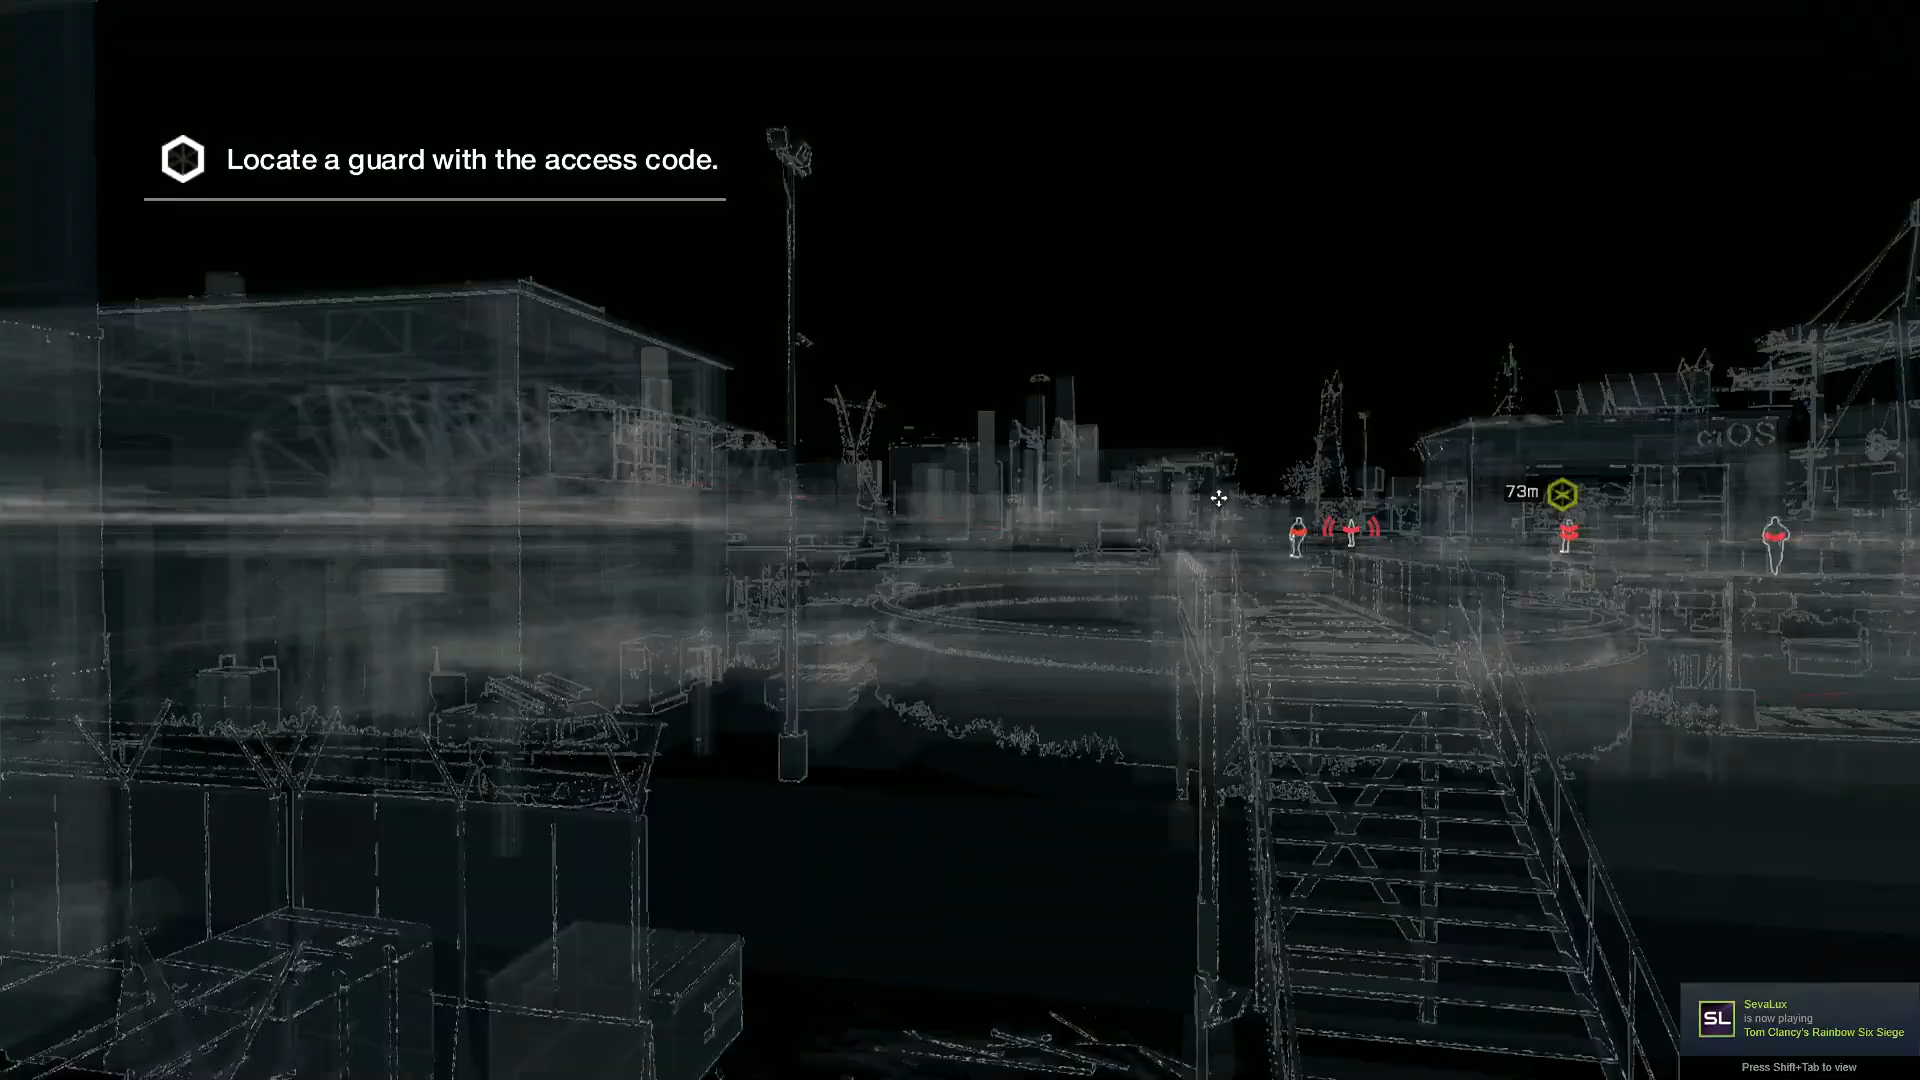 Locate a guard with the access code.
ctOS
73m
SL
SevaLux
is now playing
Tom Clancy's Rainbow Six Siege
Press Shift+Tab to view